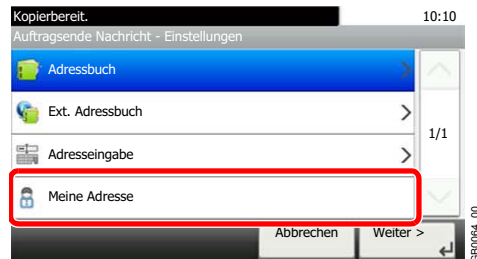 Kopierbereit. 10:10
Auftragsende Nachricht - Einstellungen
Adressbuch
Ext. Adressbuch
1/1
Adresseingabe
Meine Adresse
Abbrechen Weiter >
GB0064_00